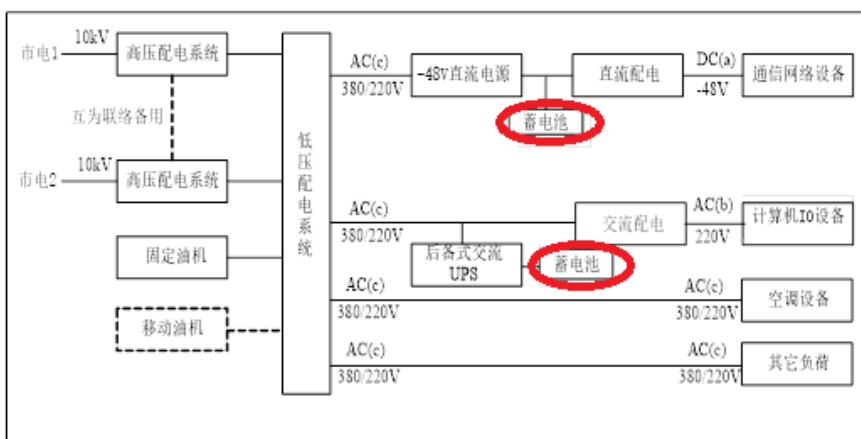 市电1
10kV
高压配电系统
互为联络备用
市电2
10kV
高压配电系统
固定油机
移动油机
低压配电系统
AC(c)
380/220V
-48v直流电源
蓄电池
直流配电
DC(a)
-48V
通信网络设备
AC(c)
380/220V
后备式交流
UPS
蓄电池
交流配电
AC(b)
220V
计算机IO设备
AC(c)
380/220V
AC(c)
380/220V
空调设备
AC(c)
380/220V
AC(c)
380/220V
其它负荷